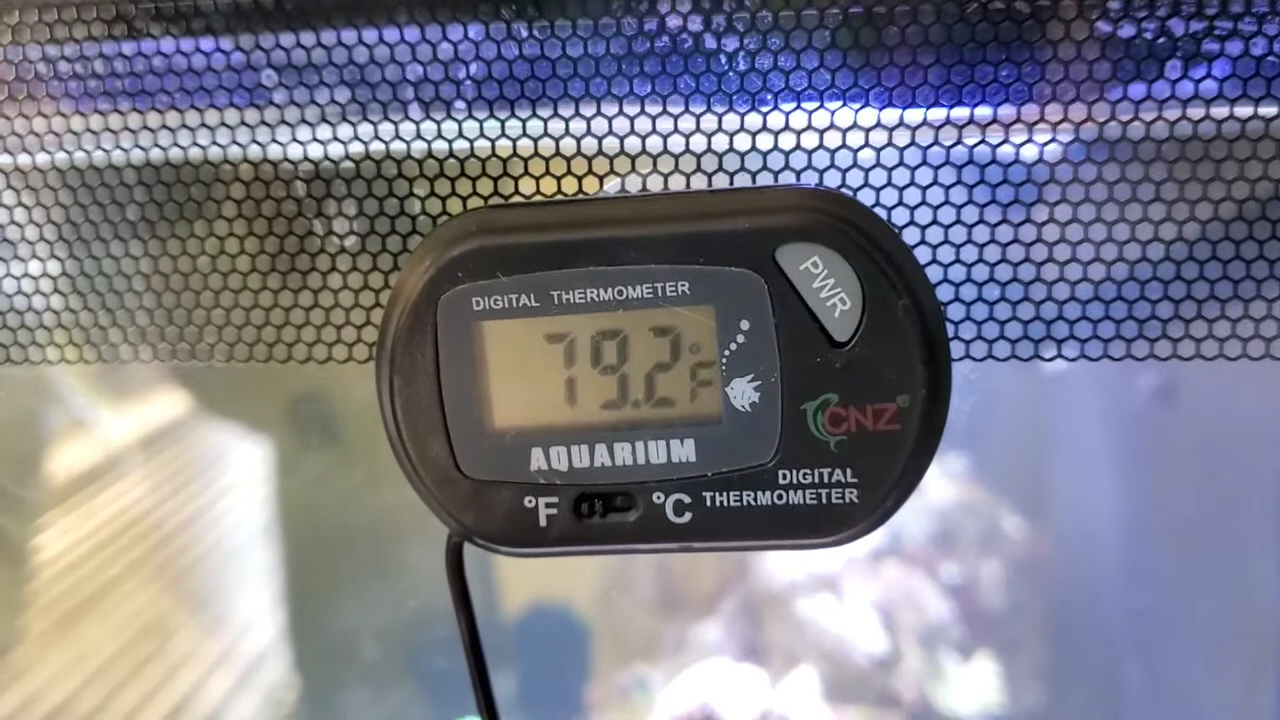 DIGITAL THERMOMETER
PWR
79.2°F
CNZ®
AQUARIUM
DIGITAL
THERMOMETER
°F °C